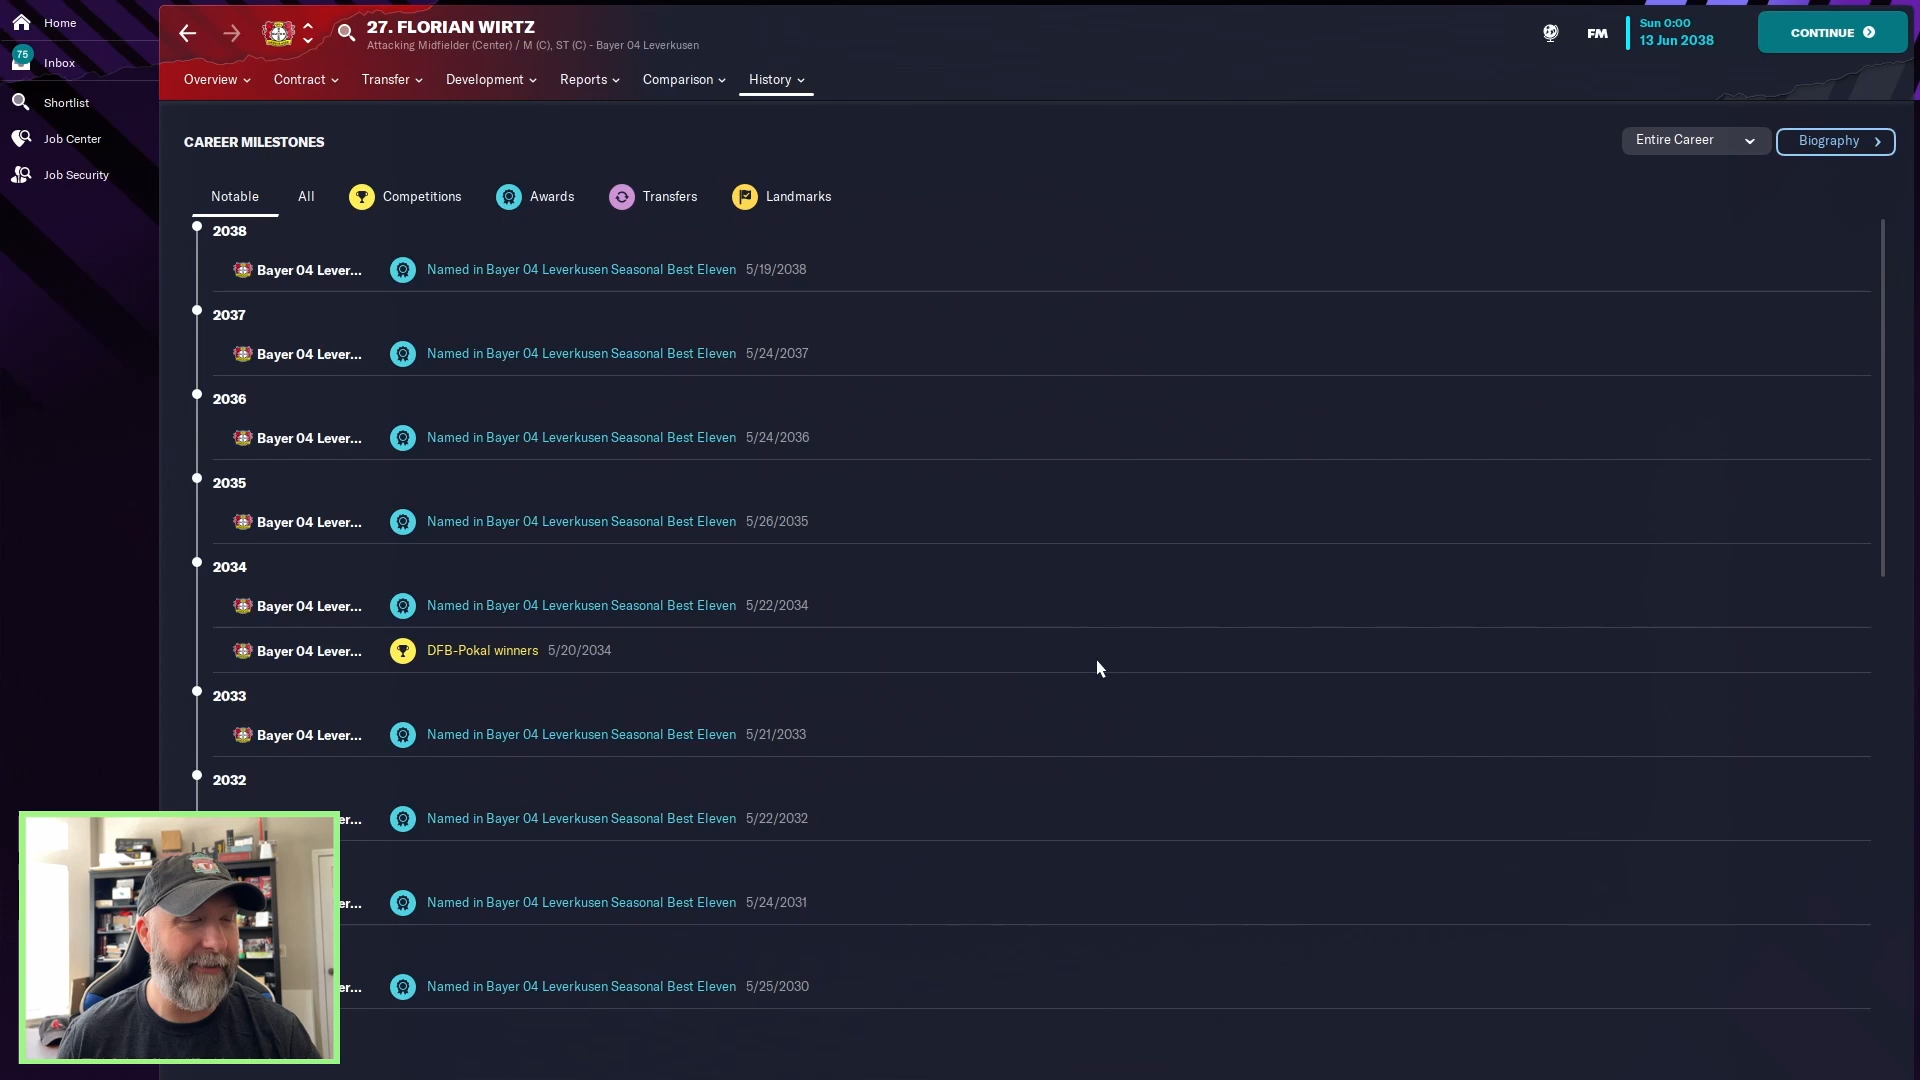 Home
75
Inbox
Shortlist
Job Center
Job Security
27. FLORIAN WIRTZ
Attacking Midfielder (Center) / M (C), ST (C) - Bayer 04 Leverkusen
FM
Sun 0:00
13 Jun 2038
CONTINUE
Overview
Contract
Transfer
Development
Reports
Comparison
History
CAREER MILESTONES
Entire Career
Biography
Notable
All
Competitions
Awards
Transfers
Landmarks
2038
Bayer 04 Lever... Named in Bayer 04 Leverkusen Seasonal Best Eleven 5/19/2038
2037
Bayer 04 Lever... Named in Bayer 04 Leverkusen Seasonal Best Eleven 5/24/2037
2036
Bayer 04 Lever... Named in Bayer 04 Leverkusen Seasonal Best Eleven 5/24/2036
2035
Bayer 04 Lever... Named in Bayer 04 Leverkusen Seasonal Best Eleven 5/26/2035
2034
Bayer 04 Lever... Named in Bayer 04 Leverkusen Seasonal Best Eleven 5/22/2034
Bayer 04 Lever... DFB-Pokal winners 5/20/2034
2033
Bayer 04 Lever... Named in Bayer 04 Leverkusen Seasonal Best Eleven 5/21/2033
2032
er... Named in Bayer 04 Leverkusen Seasonal Best Eleven 5/22/2032
er... Named in Bayer 04 Leverkusen Seasonal Best Eleven 5/24/2031
er... Named in Bayer 04 Leverkusen Seasonal Best Eleven 5/25/2030